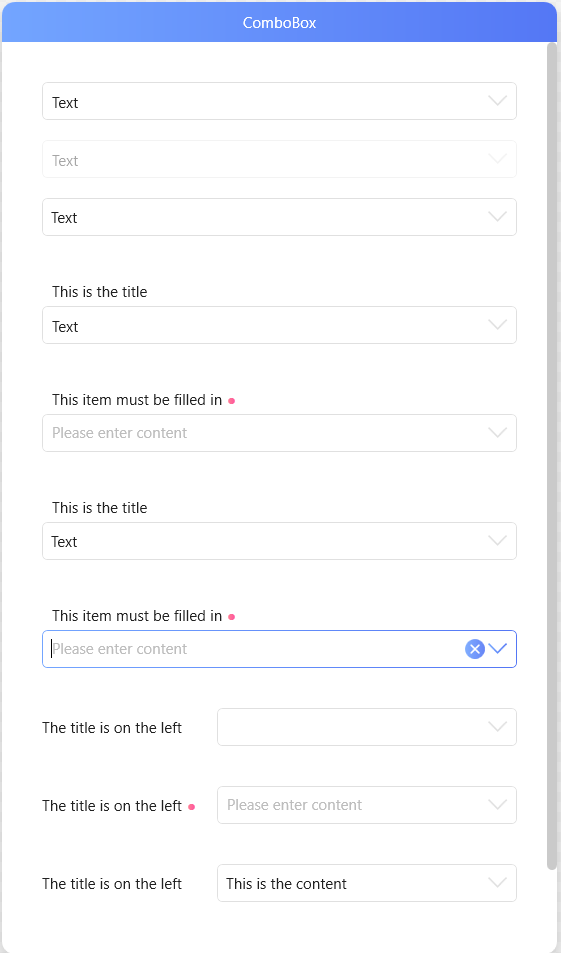 ComboBox
Text
Text
Text
This is the title
Text
This item must be filled in
Please enter content
This is the title
Text
This item must be filled in
Please enter content
The title is on the left
The title is on the left Please enter content
The title is on the left This is the content